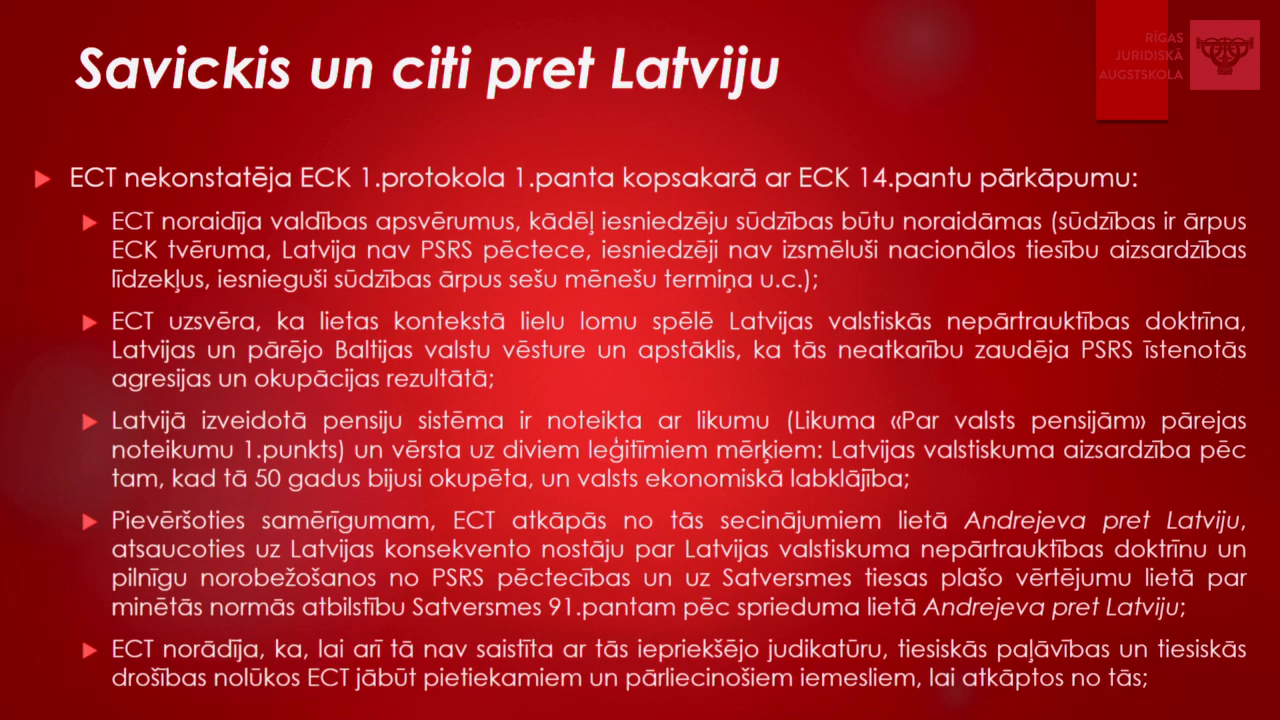 Savickis un citi pret Latviju
RĪGAS
JURIDISKĀ
AUGSTSKOLA
ECT nekonstatēja ECK 1.protokola 1.panta kopsakarā ar ECK 14.pantu pārkāpumu:
ECT noraidīja valdības apsvērumus, kādēļ iesniedzēju sūdzības būtu noraidāmas (sūdzības ir ārpus
ECK tvēruma, Latvija nav PSRS pēctece, iesniedzēji nav izsmēluši nacionālos tiesību aizsardzības
līdzekļus, iesnieguši sūdzības ārpus sešu mēnešu termiņa u.c.);
ECT uzsvēra, ka lietas kontekstā lielu lomu spēlē Latvijas valstiskās nepārtrauktības doktrīna,
Latvijas un pārējo Baltijas valstu vēsture un apstāklis, ka tās neatkarību zaudēja PSRS īstenotās
agresijas un okupācijas rezultātā;
Latvijā izveidotā pensiju sistēma ir noteikta ar likumu (Likuma «Par valsts pensijām» pārejas
noteikumu 1.punkts) un vērsta uz diviem leģitīmiem mērķiem: Latvijas valstiskuma aizsardzība pēc
tam, kad tā 50 gadus bijusi okupēta, un valsts ekonomiskā labklājība;
Pievēršoties samērīgumam, ECT atkāpās no tās secinājumiem lietā Andrejeva pret Latviju,
atsaucoties uz Latvijas konsekvento nostāju par Latvijas valstiskuma nepārtrauktības doktrīnu un
pilnīgu norobežošanos no PSRS pēctecības un uz Satversmes tiesas plašo vērtējumu lietā par
minētās normās atbilstību Satversmes 91.pantam pēc sprieduma lietā Andrejeva pret Latviju;
ECT norādīja, ka, lai arī tā nav saistīta ar tās iepriekšējo judikatūru, tiesiskās paļāvības un tiesiskās
drošības nolūkos ECT jābūt pietiekamiem un pārliecinošiem iemesliem, lai atkāptos no tās;